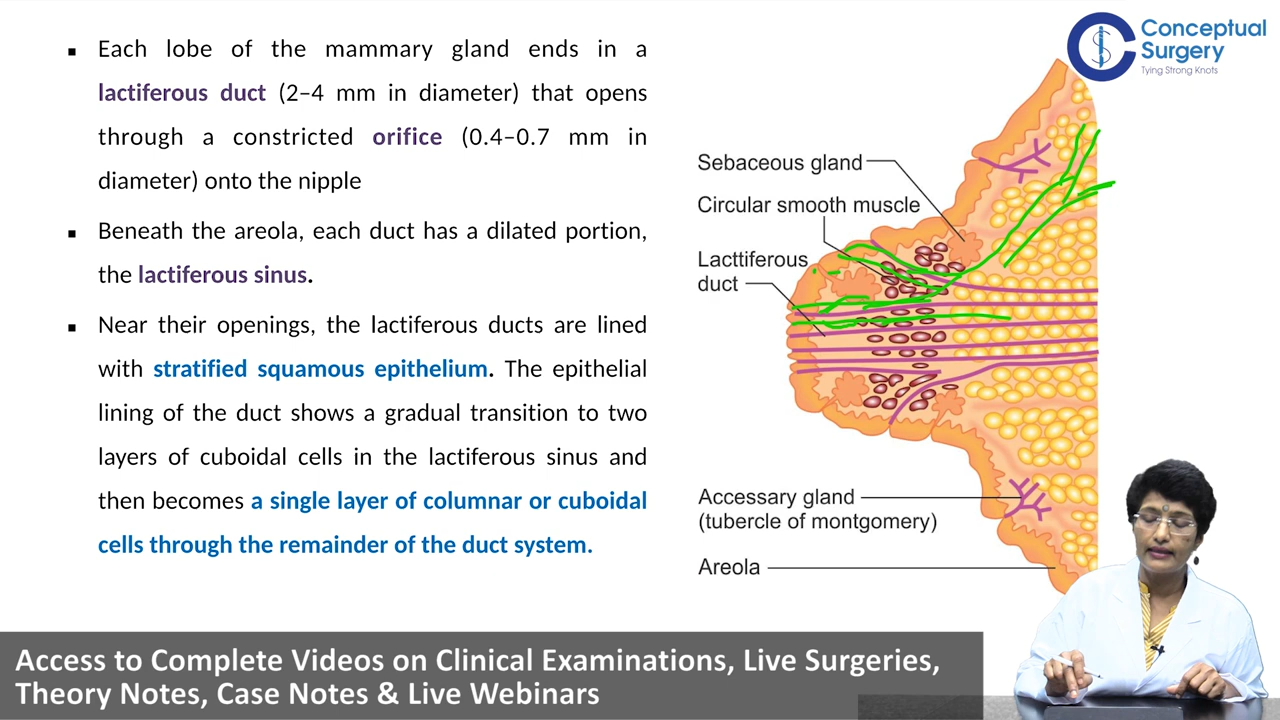 Each lobe of the mammary gland ends in a
lactiferous duct (2–4 mm in diameter) that opens
through a constricted orifice (0.4–0.7 mm in
diameter) onto the nipple
Beneath the areola, each duct has a dilated portion,
the lactiferous sinus.
Near their openings, the lactiferous ducts are lined
with stratified squamous epithelium. The epithelial
lining of the duct shows a gradual transition to two
layers of cuboidal cells in the lactiferous sinus and
then becomes a single layer of columnar or cuboidal
cells through the remainder of the duct system.
Conceptual
Surgery
Tying Strong Knots
Sebaceous gland
Circular smooth muscle
Lacttiferous
duct
Accessary gland
(tubercle of montgomery)
Areola
Access to Complete Videos on Clinical Examinations, Live Surgeries,
Theory Notes, Case Notes & Live Webinars